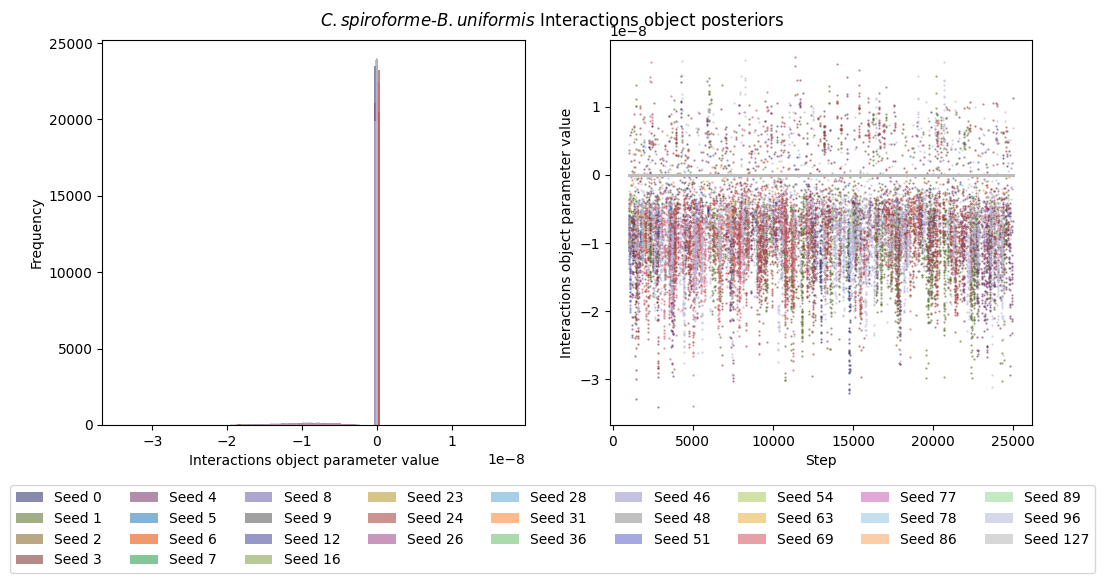 C. spiroforme-B. uniformis Interactions object posteriors
25000
20000
15000
10000
5000
0
Frequency
−3 −2 −1 0 1
1e−8
Interactions object parameter value
1e−8
1
0
−1
−2
−3
Interactions object parameter value
0 5000 10000 15000 20000 25000
Step
Seed 0 Seed 4 Seed 8 Seed 23 Seed 28 Seed 46 Seed 54 Seed 77 Seed 89
Seed 1 Seed 5 Seed 9 Seed 24 Seed 31 Seed 48 Seed 63 Seed 78 Seed 96
Seed 2 Seed 6 Seed 12 Seed 26 Seed 36 Seed 51 Seed 69 Seed 86 Seed 127
Seed 3 Seed 7 Seed 16